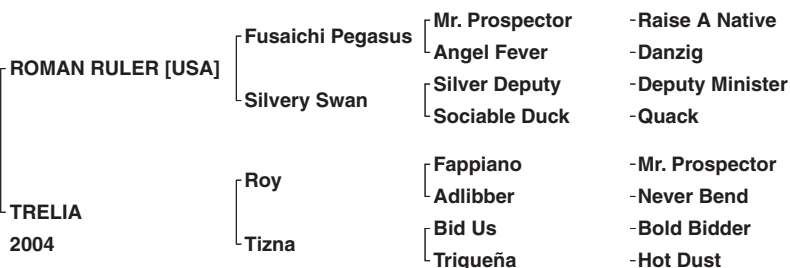 Mr. Prospector -Raise A Native
Fusaichi Pegasus
Angel Fever -Danzig
ROMAN RULER [USA]
Silver Deputy -Deputy Minister
Silvery Swan
Sociable Duck -Quack
Fappiano -Mr. Prospector
Roy
Adlibber -Never Bend
TRELIA
Bid Us -Bold Bidder
2004 Tizna
Triqueña -Hot Dust